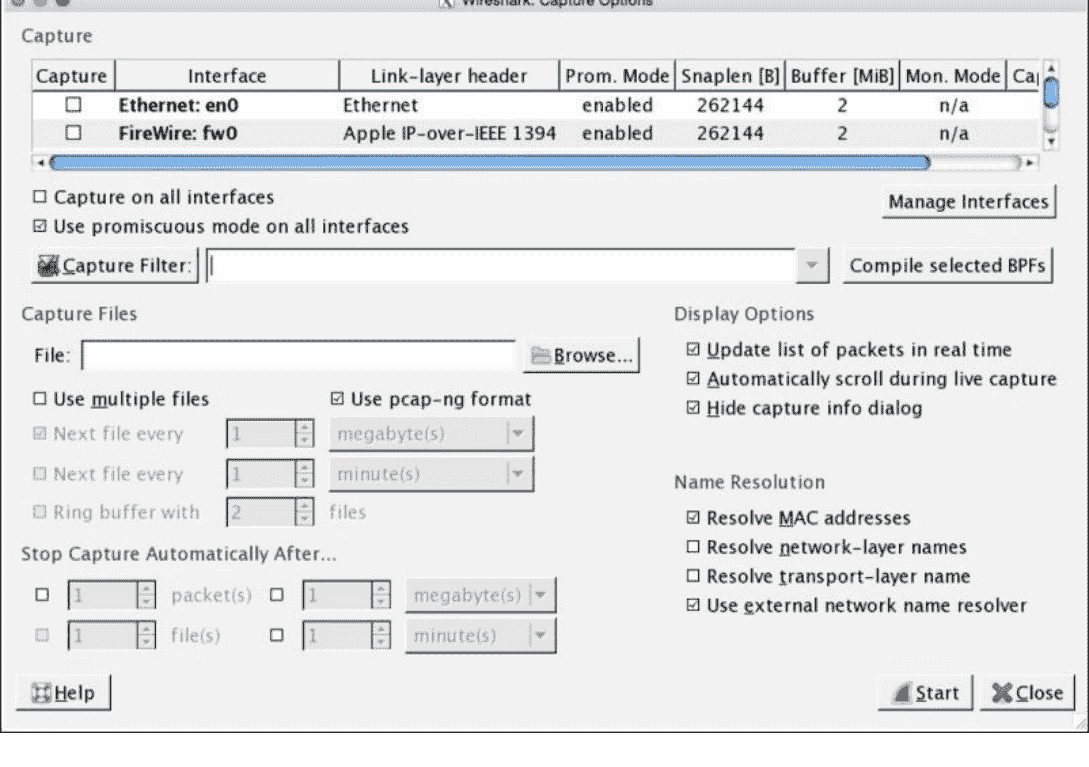 Wireshark: Capture Options
Capture
Capture Interface Link-layer header Prom. Mode Snaplen [B] Buffer [MiB] Mon. Mode
Ethernet: en0 Ethernet enabled 262144 2 n/a
FireWire: fw0 Apple IP-over-IEEE 1394 enabled 262144 2 n/a
Capture on all interfaces
Manage Interfaces
Use promiscuous mode on all interfaces
Capture Filter: Compile selected BPFs
Capture Files
File: Browse...
Use multiple files Use pcap-ng format
Next file every 1 megabyte(s)
Next file every 1 minute(s)
Ring buffer with 2 files
Stop Capture Automatically After...
1 packet(s) 1 megabyte(s)
1 file(s) 1 minute(s)
Display Options
Update list of packets in real time
Automatically scroll during live capture
Hide capture info dialog
Name Resolution
Resolve MAC addresses
Resolve network-layer names
Resolve transport-layer name
Use external network name resolver
Help Start Close